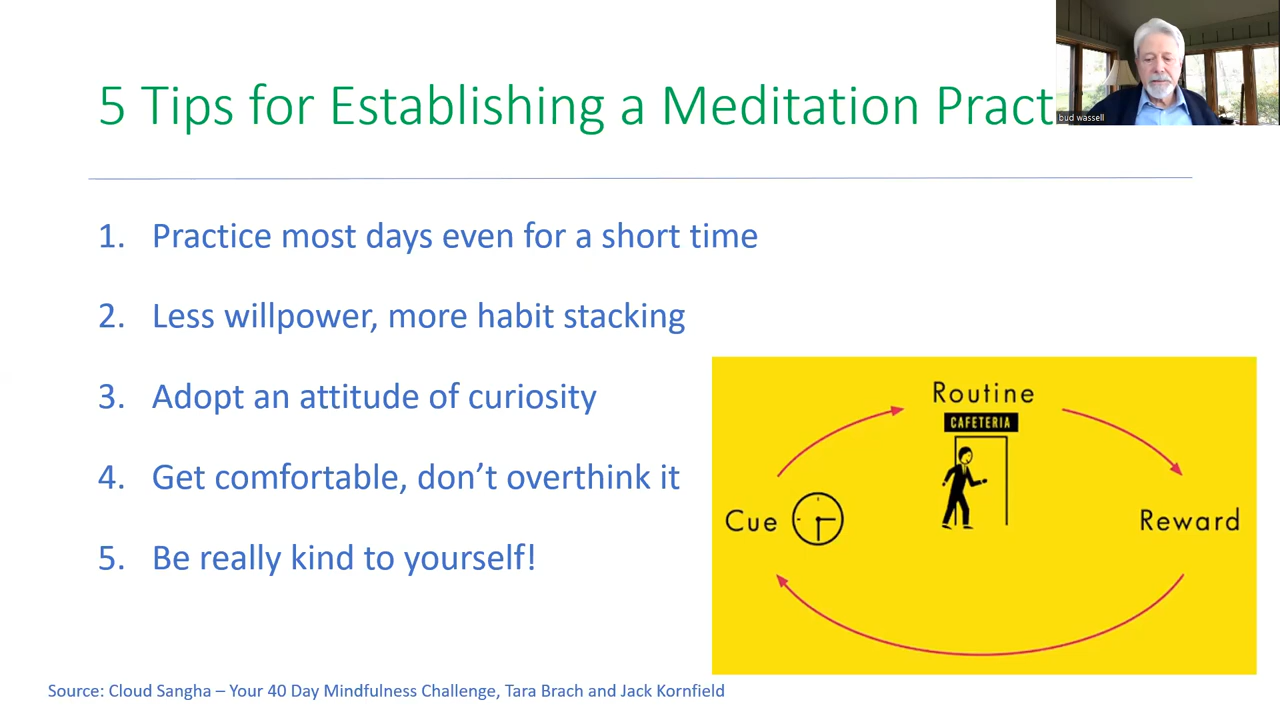 5 Tips for Establishing a Meditation Pract
bud wassell
1. Practice most days even for a short time
2. Less willpower, more habit stacking
3. Adopt an attitude of curiosity
4. Get comfortable, don’t overthink it
5. Be really kind to yourself!
Routine
CAFETERIA
Cue
Reward
Source: Cloud Sangha – Your 40 Day Mindfulness Challenge, Tara Brach and Jack Kornfield